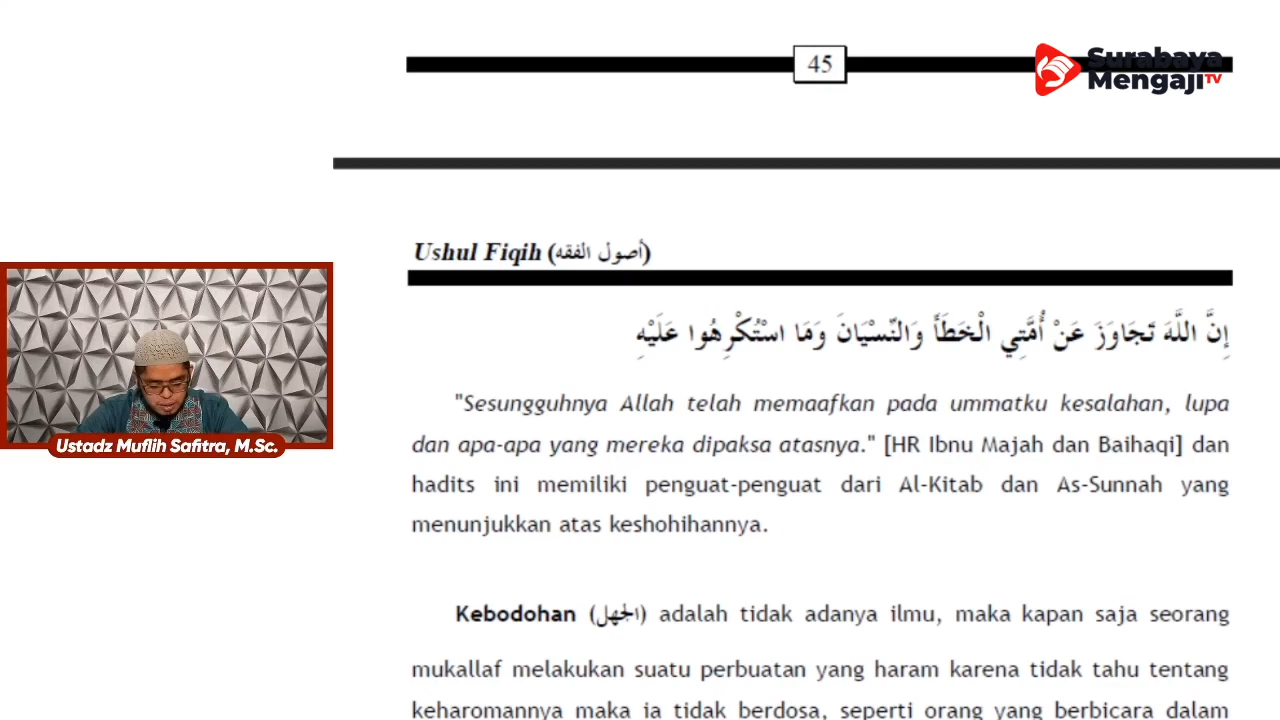 45
Surabaya
Mengaji TV
Ushul Fiqih (أصول الفقه)
إِنَّ اللَّهَ تَجَاوَزَ عَنْ أُمَّتِي الْخَطَأَ وَالنِّسْيَانَ وَمَا اسْتُكْرِهُوا عَلَيْهِ
"Sesungguhnya Allah telah memaafkan pada ummatku kesalahan, lupa
dan apa-apa yang mereka dipaksa atasnya." [HR Ibnu Majah dan Baihaqi] dan
hadits ini memiliki penguat-penguat dari Al-Kitab dan As-Sunnah yang
menunjukkan atas keshohihannya.
Kebodohan (الجهل) adalah tidak adanya ilmu, maka kapan saja seorang
mukallaf melakukan suatu perbuatan yang haram karena tidak tahu tentang
keharomannya maka ia tidak berdosa, seperti orang yang berbicara dalam
Ustadz Muflih Safitra, M.Sc.